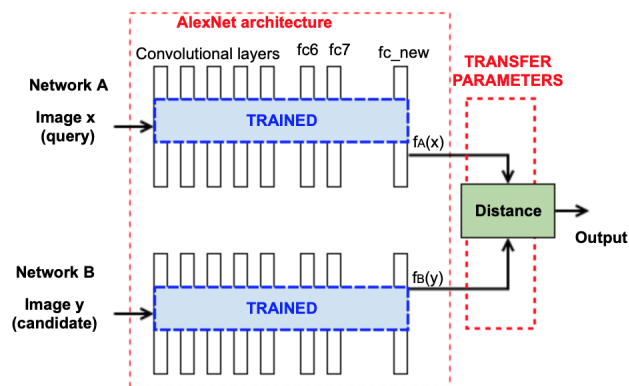 AlexNet architecture
Convolutional layers fc6 fc7 fc_new
TRANSFER
PARAMETERS
Network A
Image x
(query)
TRAINED
fA(x)
Distance
Output
Network B
Image y
(candidate)
TRAINED
fB(y)